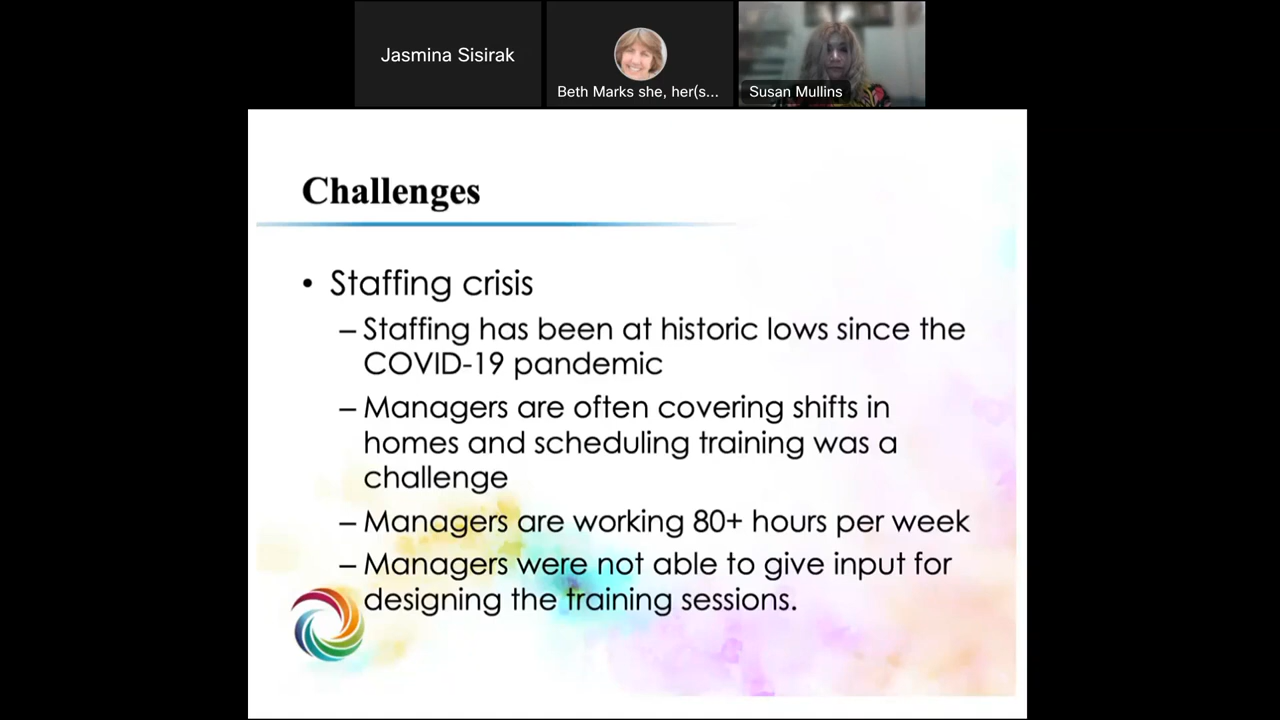 Jasmina Sisirak
Beth Marks she, her(s...
Susan Mullins
Challenges
• Staffing crisis
– Staffing has been at historic lows since the
COVID-19 pandemic
– Managers are often covering shifts in
homes and scheduling training was a
challenge
– Managers are working 80+ hours per week
– Managers were not able to give input for
designing the training sessions.